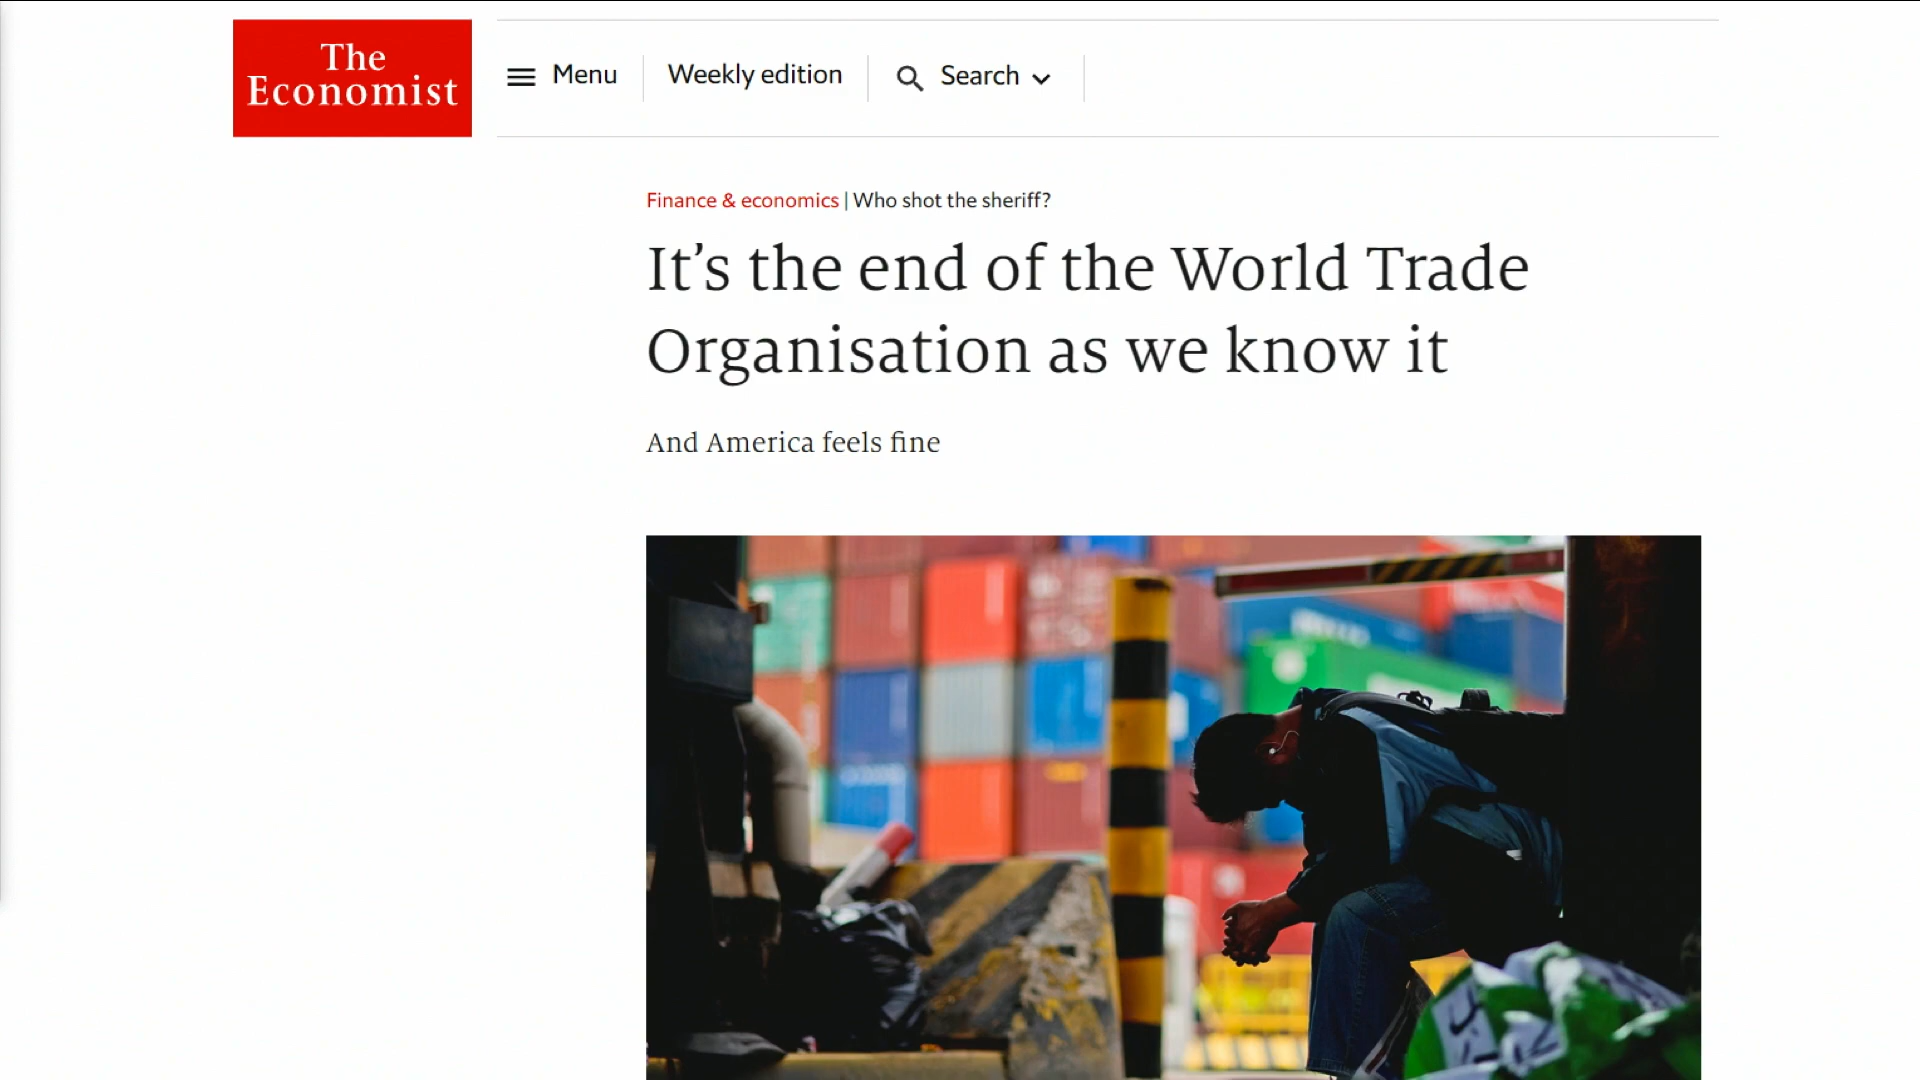 The
Economist
Menu
Weekly edition
Search
Finance & economics | Who shot the sheriff?
It’s the end of the World Trade
Organisation as we know it
And America feels fine